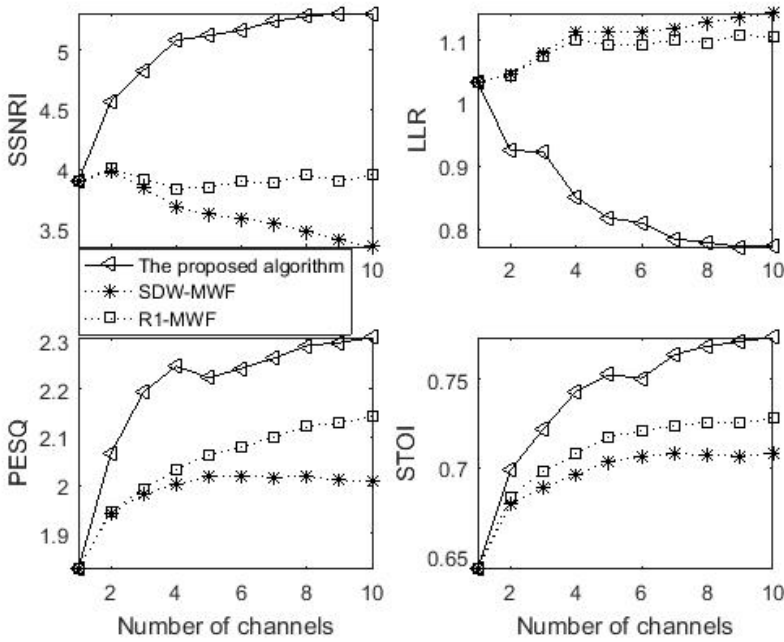 5
4.5
4
3.5
SSNRI
1.1
1
0.9
0.8
LLR
2 4 6 8 10
10
The proposed algorithm
SDW-MWF
R1-MWF
2.3
2.2
2.1
2
1.9
PESQ
2 4 6 8 10
Number of channels
0.75
0.7
0.65
STOI
2 4 6 8 10
Number of channels